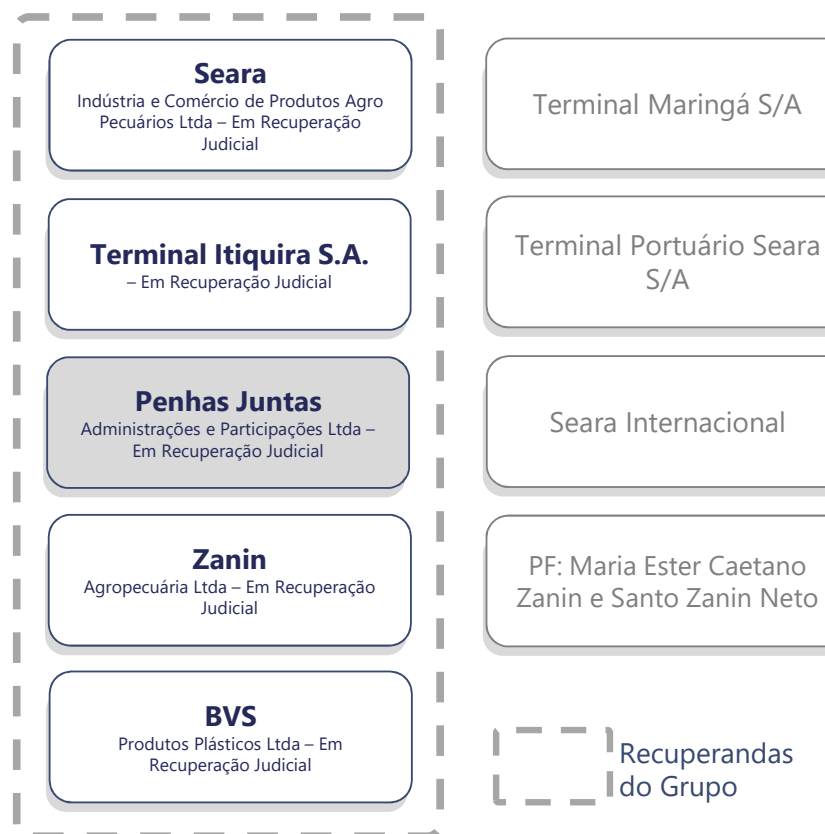 Seara
Indústria e Comércio de Produtos Agro
Pecuários Ltda – Em Recuperação
Judicial
Terminal Itiquira S.A.
– Em Recuperação Judicial
Penhas Juntas
Administrações e Participações Ltda –
Em Recuperação Judicial
Zanin
Agropecuária Ltda – Em Recuperação
Judicial
BVS
Produtos Plásticos Ltda – Em
Recuperação Judicial
Terminal Maringá S/A
Terminal Portuário Seara
S/A
Seara Internacional
PF: Maria Ester Caetano
Zanin e Santo Zanin Neto
Recuperandas
do Grupo